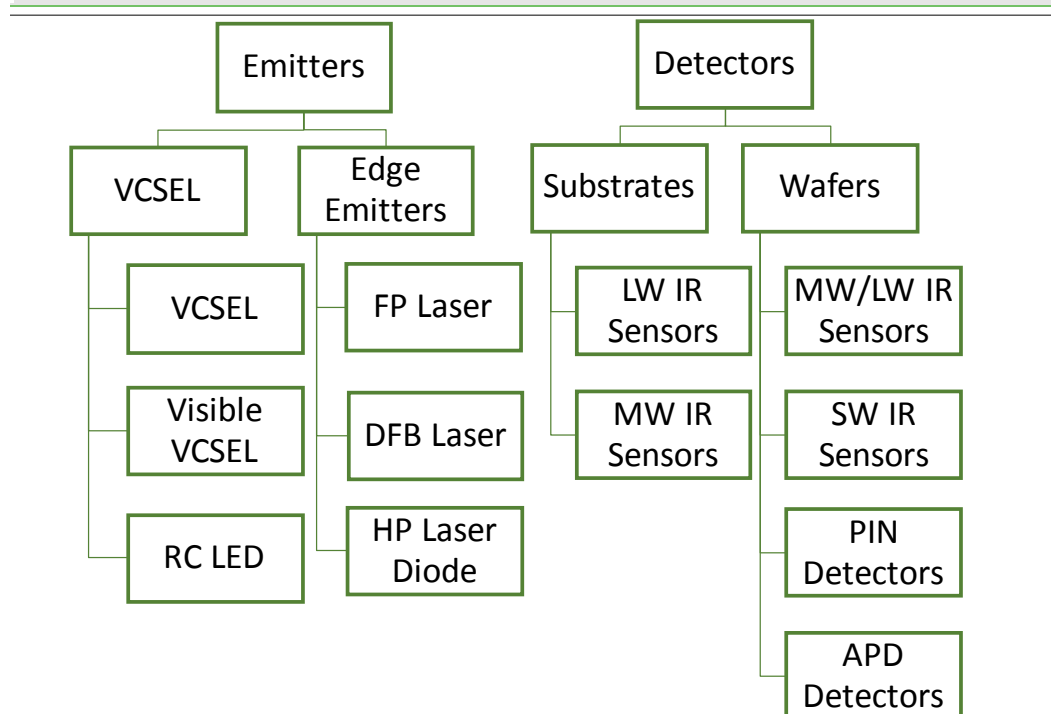 Emitters
Detectors
VCSEL
Edge
Emitters
Substrates
Wafers
VCSEL
FP Laser
LW IR
Sensors
MW/LW IR
Sensors
Visible
VCSEL
DFB Laser
MW IR
Sensors
SW IR
Sensors
RC LED
HP Laser
Diode
PIN
Detectors
APD
Detectors